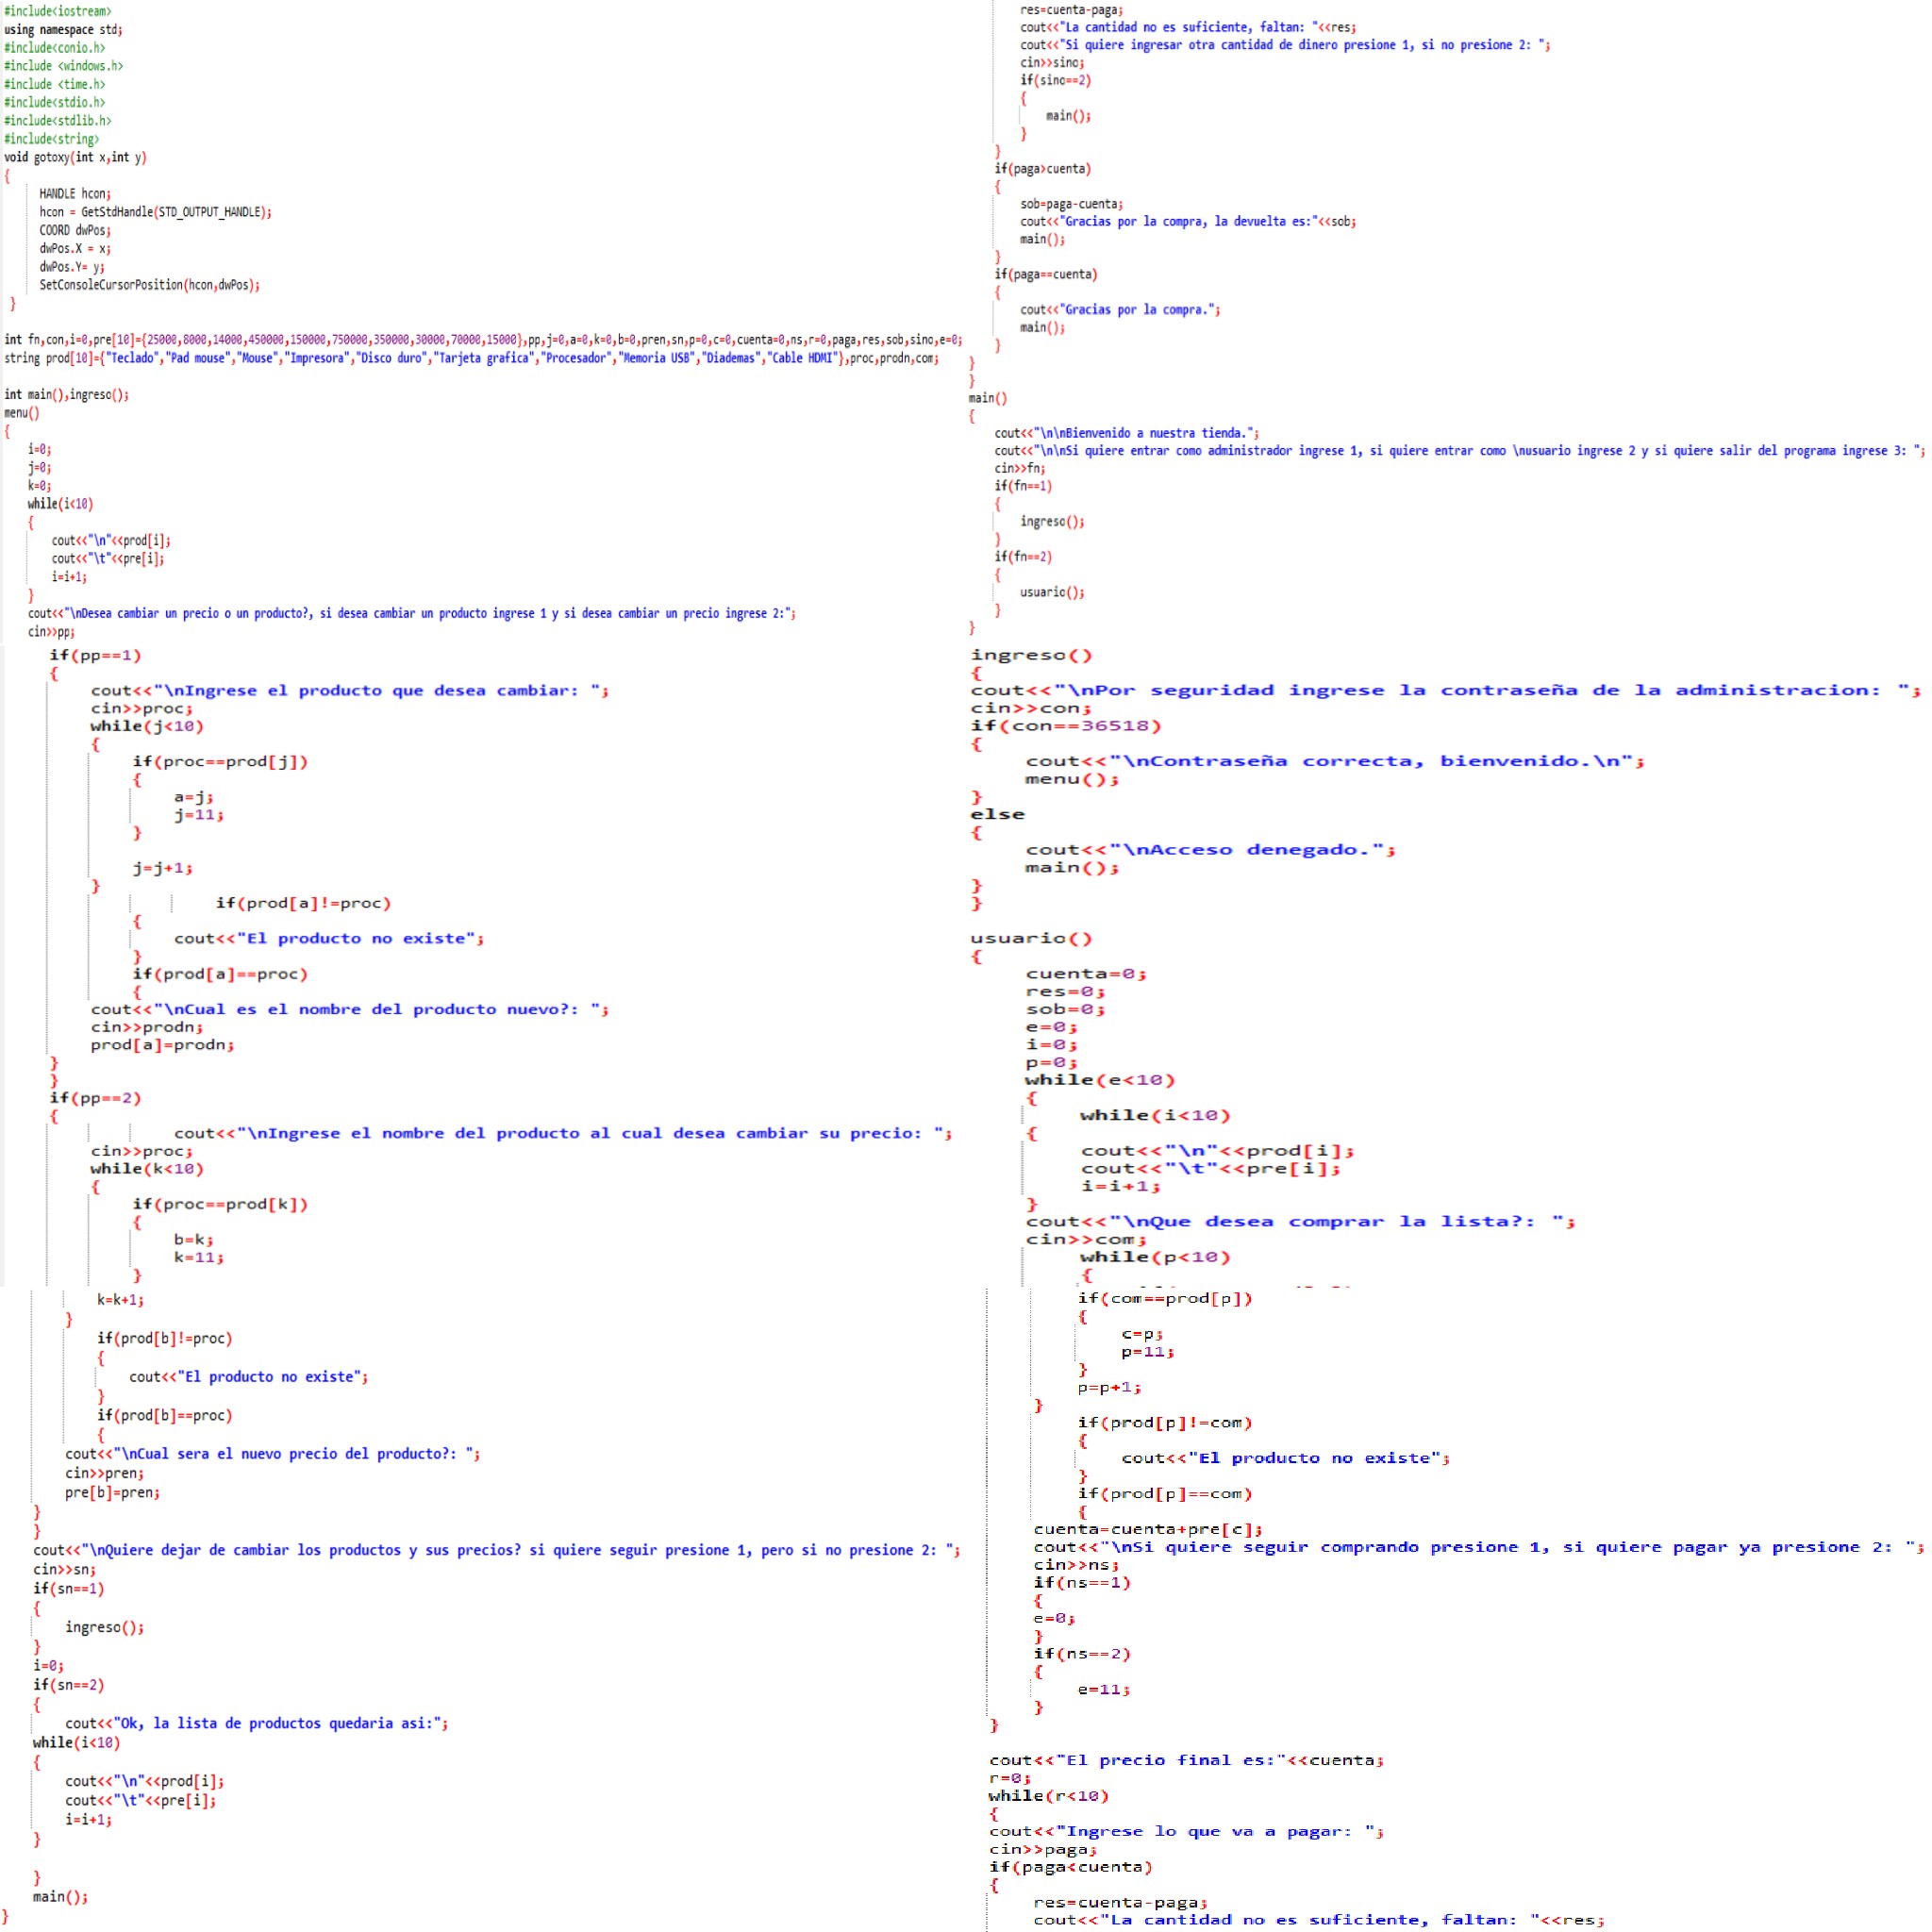 #include<iostream>
using namespace std;
#include<conio.h>
#include <windows.h>
#include <time.h>
#include<stdio.h>
#include<stdlib.h>
#include<string>
void gotoxy(int x,int y)
{
HANDLE hcon;
hcon = GetStdHandle(STD_OUTPUT_HANDLE);
COORD dwPos;
dwPos.X = x;
dwPos.Y= y;
SetConsoleCursorPosition(hcon,dwPos);
}
int fn,con,i=0,pre[10]={25000,8000,14000,450000,150000,750000,350000,30000,70000,15000},pp,j=0,a=0,k=0,b=0,pren,sn,p=0,c=0,cuenta=0,ns,r=0,paga,res,sob,sino,e=0;
string prod[10]={"Teclado","Pad mouse","Mouse","Impresora","Disco duro","Tarjeta grafica","Procesador","Memoria USB","Diademas","Cable HDMI"},proc,prodn,com;
int main(),ingreso();
menu()
{
i=0;
j=0;
k=0;
while(i<10)
{
cout<<"\n"<<prod[i];
cout<<"\t"<<pre[i];
i=i+1;
}
cout<<"\nDesea cambiar un precio o un producto?, si desea cambiar un producto ingrese 1 y si desea cambiar un precio ingrese 2:";
cin>>pp;
if(pp==1)
{
cout<<"\nIngrese el producto que desea cambiar: ";
cin>>proc;
while(j<10)
{
if(proc==prod[j])
{
a=j;
j=11;
}
j=j+1;
}
if(prod[a]!=proc)
{
cout<<"El producto no existe";
}
if(prod[a]==proc)
{
cout<<"\nCual es el nombre del producto nuevo?: ";
cin>>prodn;
prod[a]=prodn;
}
}
if(pp==2)
{
cout<<"\nIngrese el nombre del producto al cual desea cambiar su precio: ";
cin>>proc;
while(k<10)
{
if(proc==prod[k])
{
b=k;
k=11;
}
k=k+1;
}
if(prod[b]!=proc)
{
cout<<"El producto no existe";
}
if(prod[b]==proc)
{
cout<<"\nCual sera el nuevo precio del producto?: ";
cin>>pren;
pre[b]=pren;
}
}
cout<<"\nQuiere dejar de cambiar los productos y sus precios? si quiere seguir presione 1, pero si no presione 2: ";
cin>>sn;
if(sn==1)
{
ingreso();
}
i=0;
if(sn==2)
{
cout<<"Ok, la lista de productos quedaria asi:";
while(i<10)
{
cout<<"\n"<<prod[i];
cout<<"\t"<<pre[i];
i=i+1;
}
}
main();
}
res=cuenta-paga;
cout<<"La cantidad no es suficiente, faltan: "<<res;
cout<<"Si quiere ingresar otra cantidad de dinero presione 1, si no presione 2: ";
cin>>sino;
if(sino==2)
{
main();
}
}
if(paga>cuenta)
{
sob=paga-cuenta;
cout<<"Gracias por la compra, la devuelta es:"<<sob;
main();
}
if(paga==cuenta)
{
cout<<"Gracias por la compra.";
main();
}
}
}
main()
{
cout<<"\n\nBienvenido a nuestra tienda.";
cout<<"\n\nSi quiere entrar como administrador ingrese 1, si quiere entrar como \nusuario ingrese 2 y si quiere salir del programa ingrese 3: ";
cin>>fn;
if(fn==1)
{
ingreso();
}
if(fn==2)
{
usuario();
}
}
ingreso()
{
cout<<"\nPor seguridad ingrese la contraseña de la administracion: ";
cin>>con;
if(con==36518)
{
cout<<"\nContraseña correcta, bienvenido.\n";
menu();
}
else
{
cout<<"\nAcceso denegado.";
main();
}
}
usuario()
{
cuenta=0;
res=0;
sob=0;
e=0;
i=0;
p=0;
while(e<10)
{
while(i<10)
{
cout<<"\n"<<prod[i];
cout<<"\t"<<pre[i];
i=i+1;
}
cout<<"\nQue desea comprar la lista?: ";
cin>>com;
while(p<10)
{
if(com==prod[p])
{
c=p;
p=11;
}
p=p+1;
}
if(prod[p]!=com)
{
cout<<"El producto no existe";
}
if(prod[p]==com)
{
cuenta=cuenta+pre[c];
cout<<"\nSi quiere seguir comprando presione 1, si quiere pagar ya presione 2: ";
cin>>ns;
if(ns==1)
{
e=0;
}
if(ns==2)
{
e=11;
}
}
cout<<"El precio final es:"<<cuenta;
r=0;
while(r<10)
{
cout<<"Ingrese lo que va a pagar: ";
cin>>paga;
if(paga<cuenta)
{
res=cuenta-paga;
cout<<"La cantidad no es suficiente, faltan: "<<res;